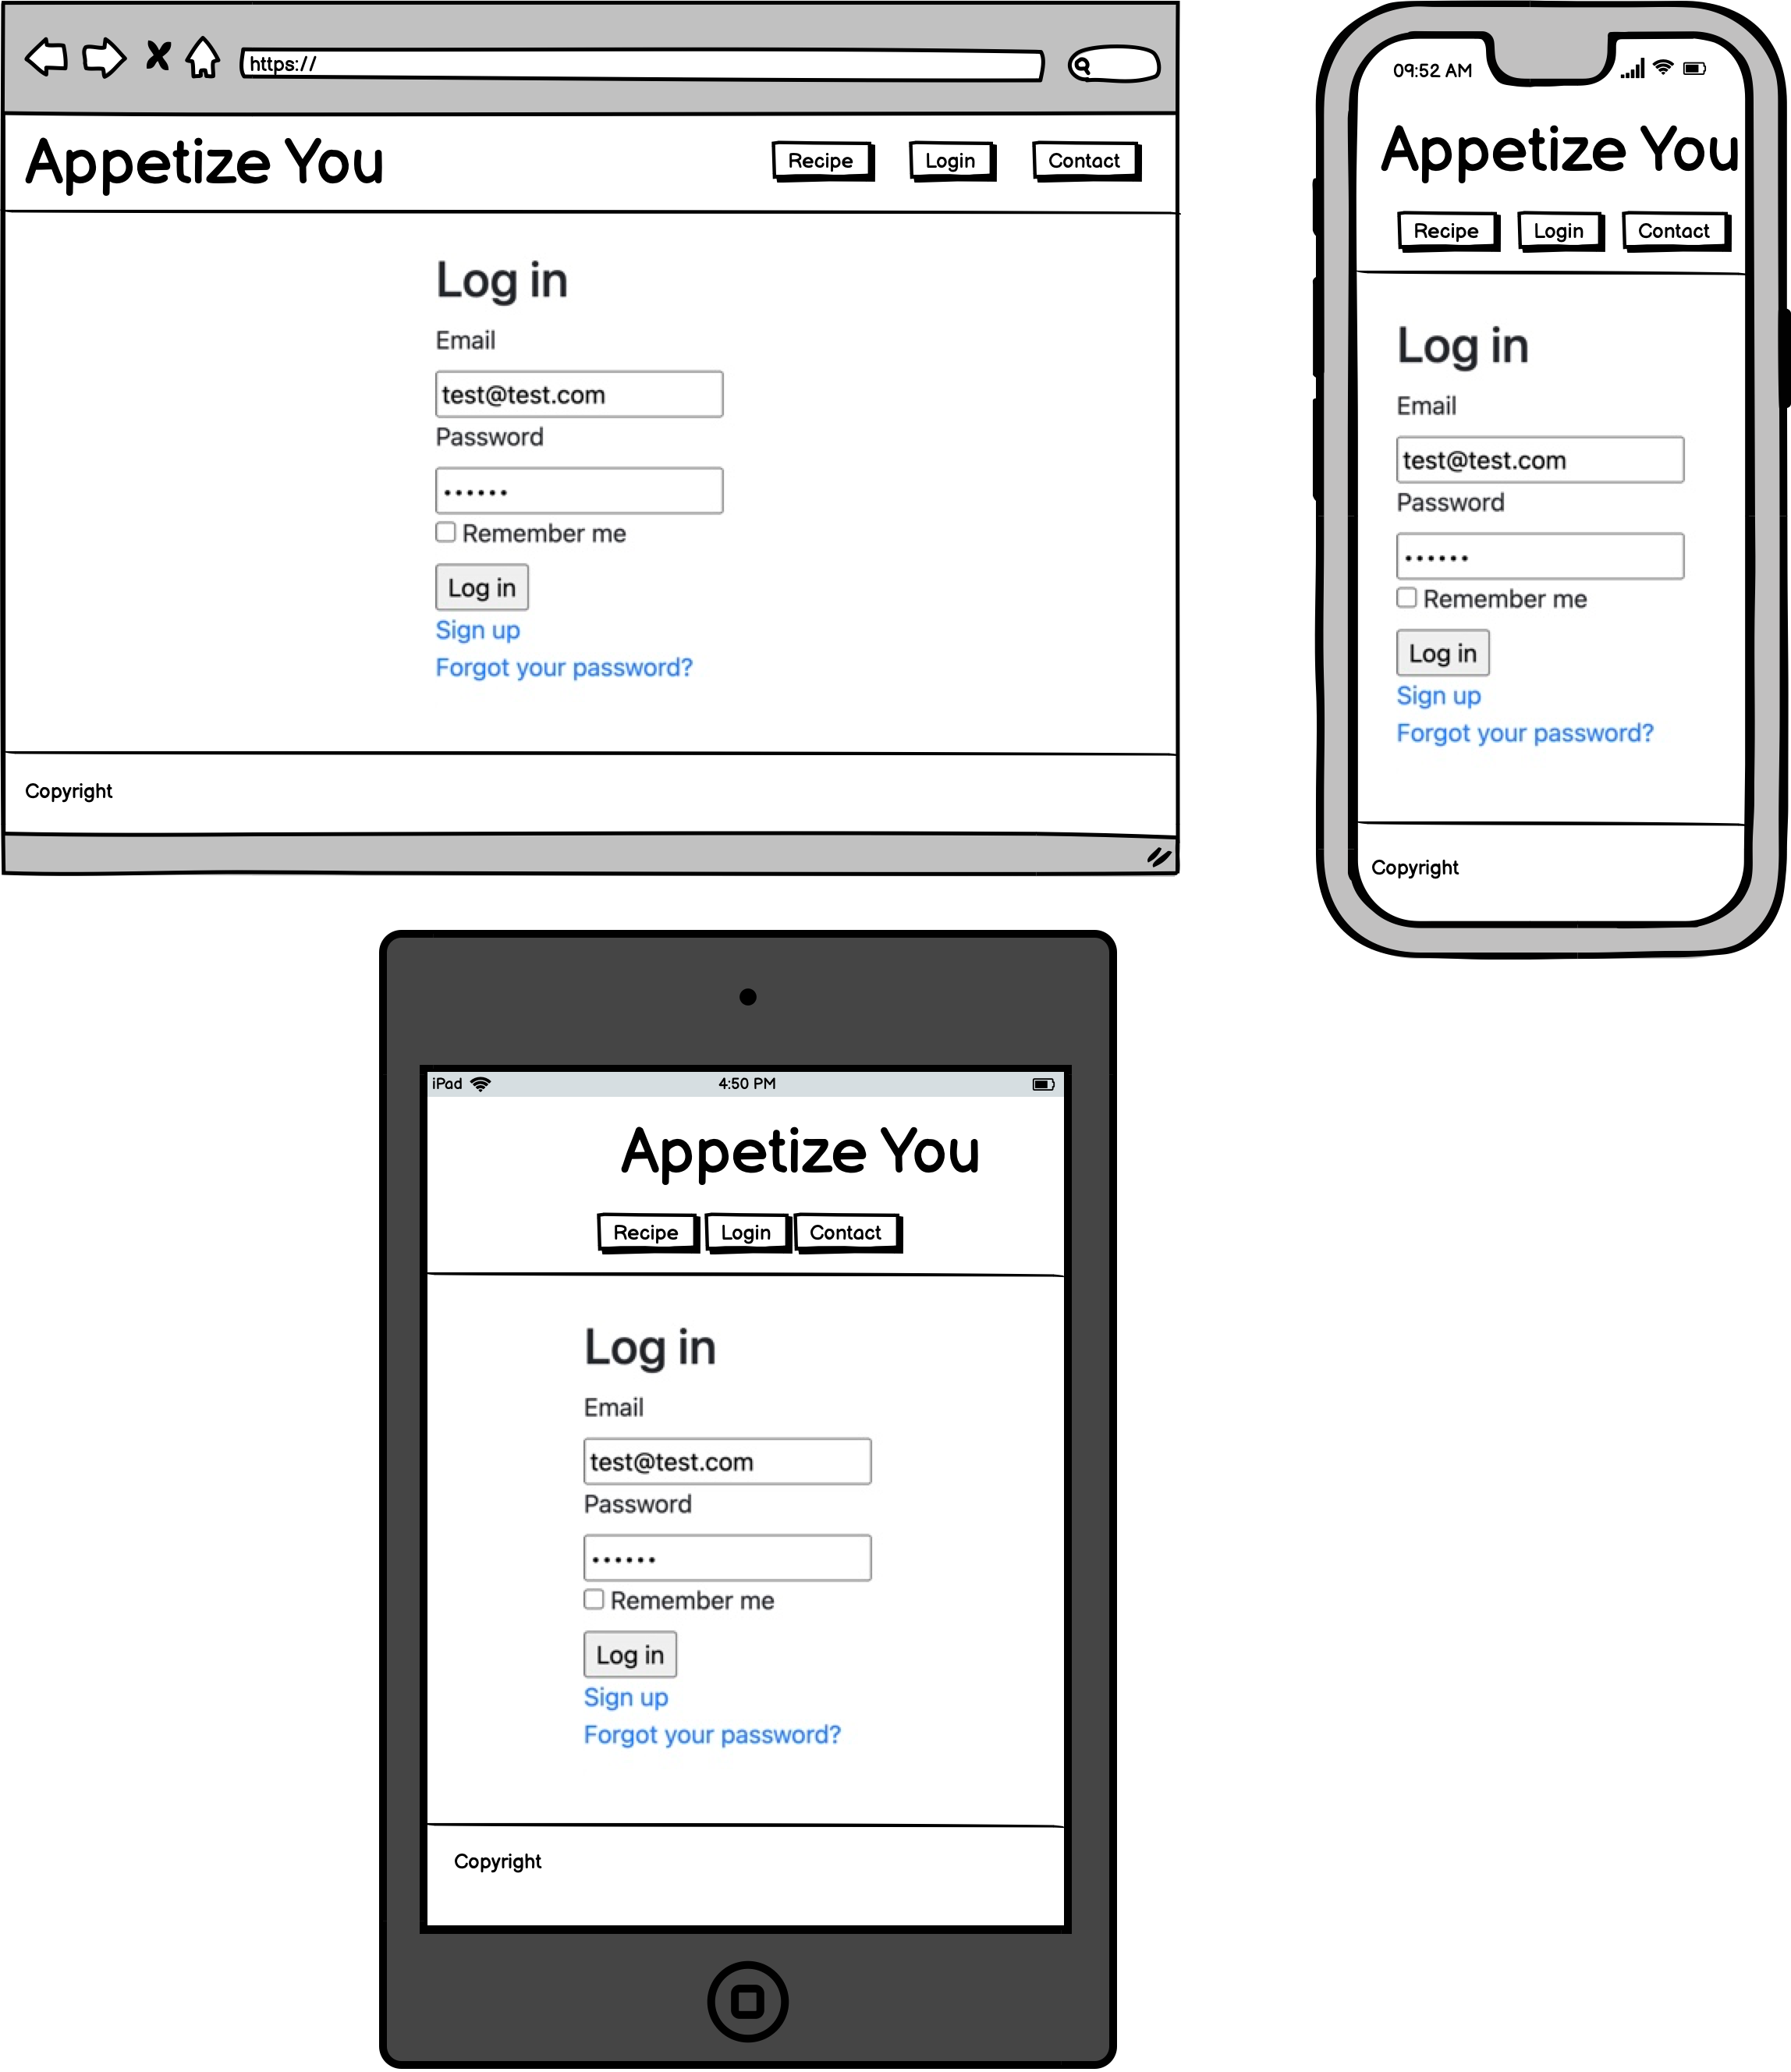 https://
Appetize You
Recipe Login Contact
Log in
Email
test@test.com
Password
••••••
Remember me
Log in
Sign up
Forgot your password?
Copyright
09:52 AM
Appetize You
Recipe Login Contact
Log in
Email
test@test.com
Password
••••••
Remember me
Log in
Sign up
Forgot your password?
Copyright
iPad 4:50 PM
Appetize You
Recipe Login Contact
Log in
Email
test@test.com
Password
••••••
Remember me
Log in
Sign up
Forgot your password?
Copyright